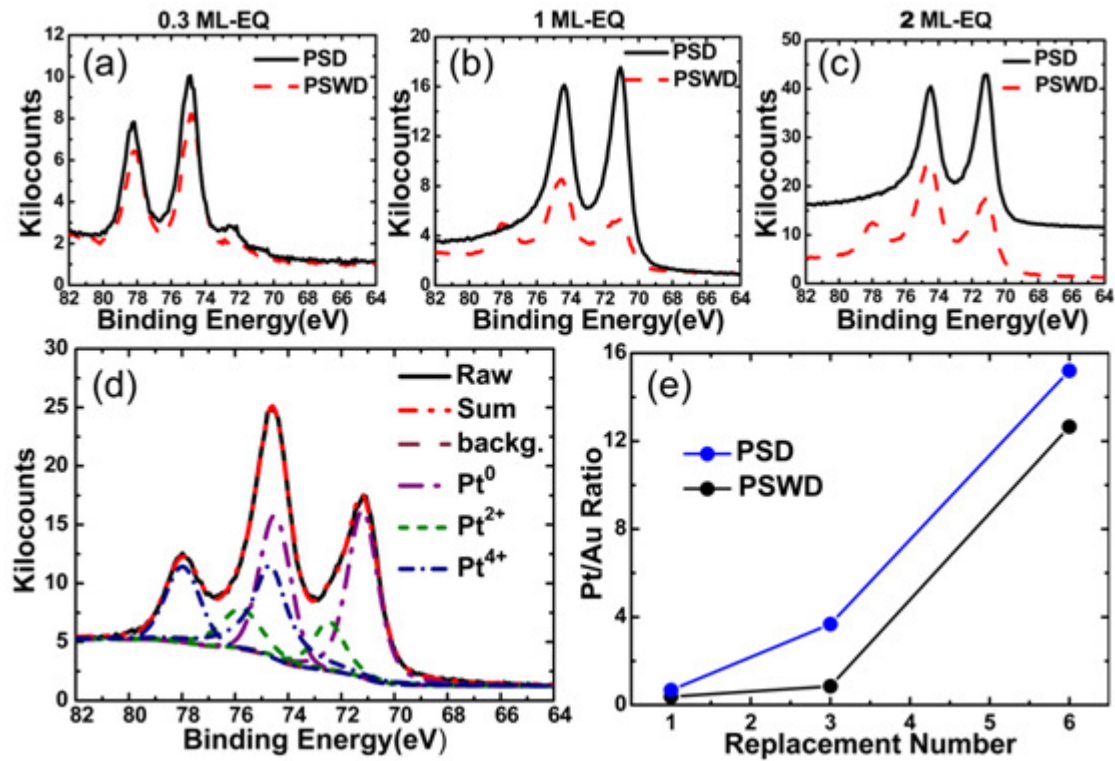 0.3 ML-EQ
1 ML-EQ
2 ML-EQ
(a)
PSD
PSWD
12
10
8
6
4
2
0
Kilocounts
82 80 78 76 74 72 70 68 66 64
Binding Energy(eV)
(b)
PSD
PSWD
20
16
12
8
4
0
Kilocounts
82 80 78 76 74 72 70 68 66 64
Binding Energy(eV)
(c)
PSD
PSWD
50
40
30
20
10
0
Kilocounts
82 80 78 76 74 72 70 68 66 64
Binding Energy(eV)
(d)
Raw
Sum
backg.
Pt⁰
Pt²⁺
Pt⁴⁺
30
25
20
15
10
5
0
Kilocounts
82 80 78 76 74 72 70 68 66 64
Binding Energy(eV)
(e)
PSD
PSWD
16
12
8
4
0
Pt/Au Ratio
1 2 3 4 5 6
Replacement Number